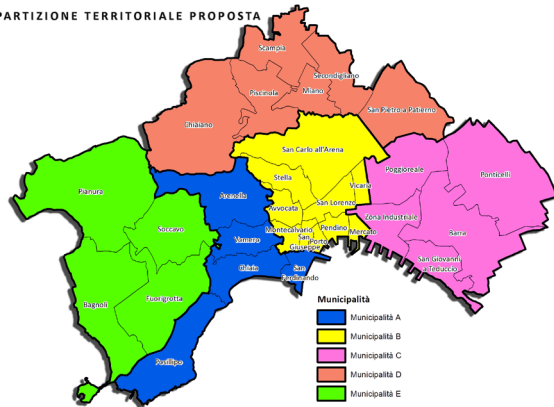 PARTIZIONE TERRITORIALE PROPOSTA
Scampia
Secondigliano
Piscinola
Miano
San Pietro a Patierno
Chiaiano
San Carlo all'Arena
Poggioreale
Ponticelli
Stella
Vicaria
Pianura
Arenella
San Lorenzo
Avvocata
Zona Industriale
Soccavo
Montecalvario
Pendino
Mercato
Barra
Vomero
San
Giuseppe
Porto
San Giovanni
a Teduccio
Chiaia
San
Ferdinando
Bagnoli
Fuorigrotta
Posillipo
Municipalità
Municipalità A
Municipalità B
Municipalità C
Municipalità D
Municipalità E